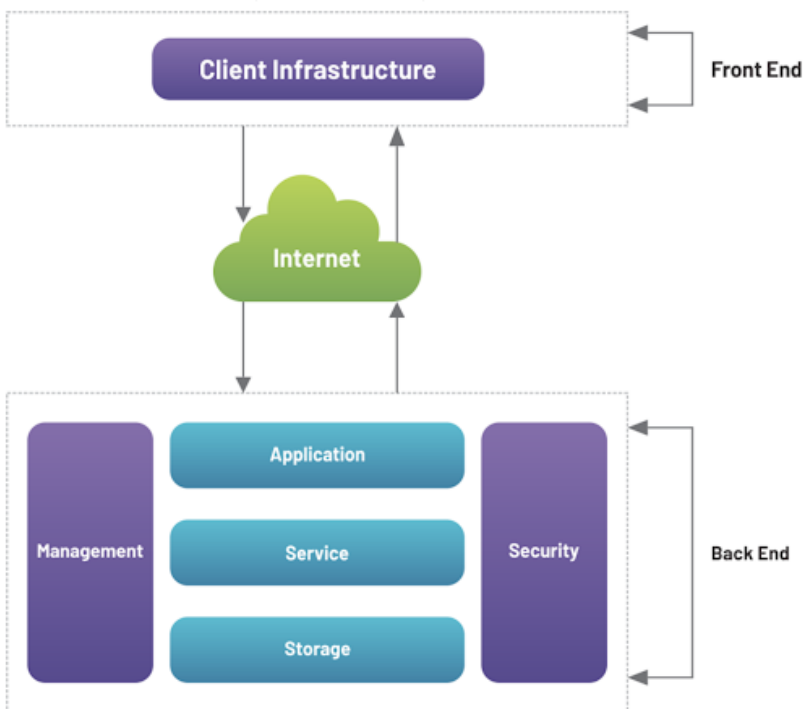 Client Infrastructure
Front End
Internet
Application
Management
Service
Security
Back End
Storage